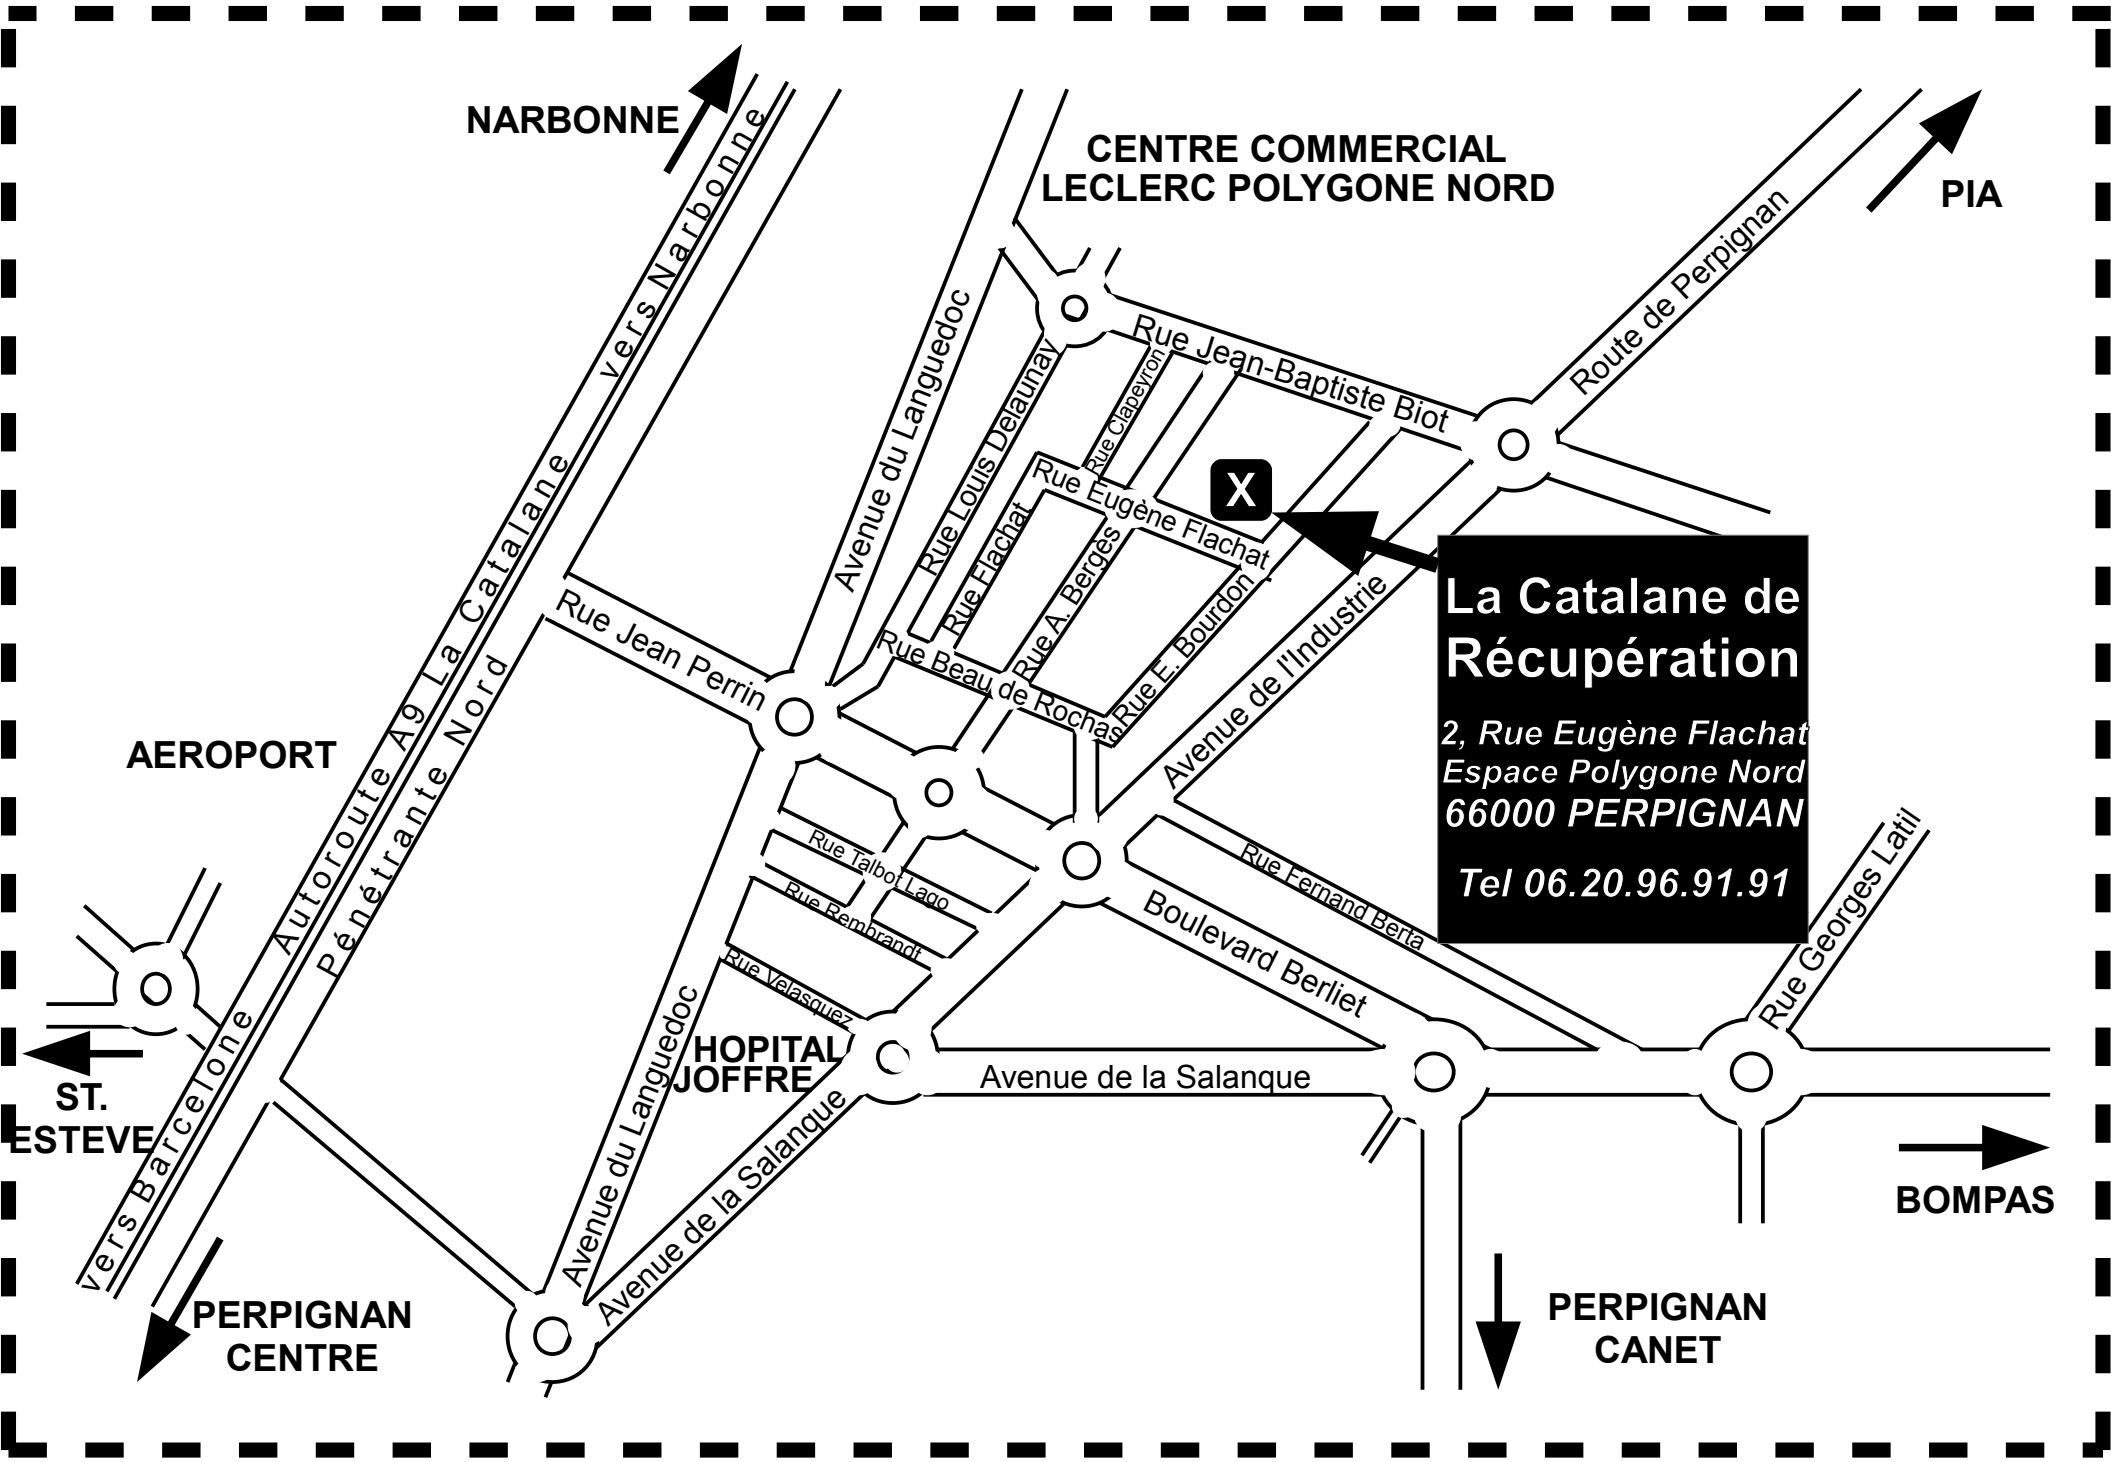 NARBONNE
CENTRE COMMERCIAL
LECLERC POLYGONE NORD
PIA
vers Narbonne
Autoroute A9 La Catalane
vers Barcelone
Pénétrante Nord
Avenue du Languedoc
Rue Louis Delaunay
Rue Clapeyron
Rue Jean-Baptiste Biot
Route de Perpignan
Rue Eugène Flachat
Rue Flachat
X
Rue A. Berges
Rue E. Bourdon
Avenue de l'Industrie
Rue Jean Perrin
Rue Beau de Rochas
La Catalane de
Récupération
2, Rue Eugène Flachat
Espace Polygone Nord
66000 PERPIGNAN
Tel 06.20.96.91.91
AEROPORT
Rue Talbot Lago
Rue Rembrandt
Rue Velasquez
Rue Fernand Berta
Boulevard Berliet
Rue Georges Latil
HOPITAL
JOFFRE
Avenue du Languedoc
Avenue de la Salanque
Avenue de la Salanque
ST.
ESTEVE
BOMPAS
PERPIGNAN
CENTRE
PERPIGNAN
CANET